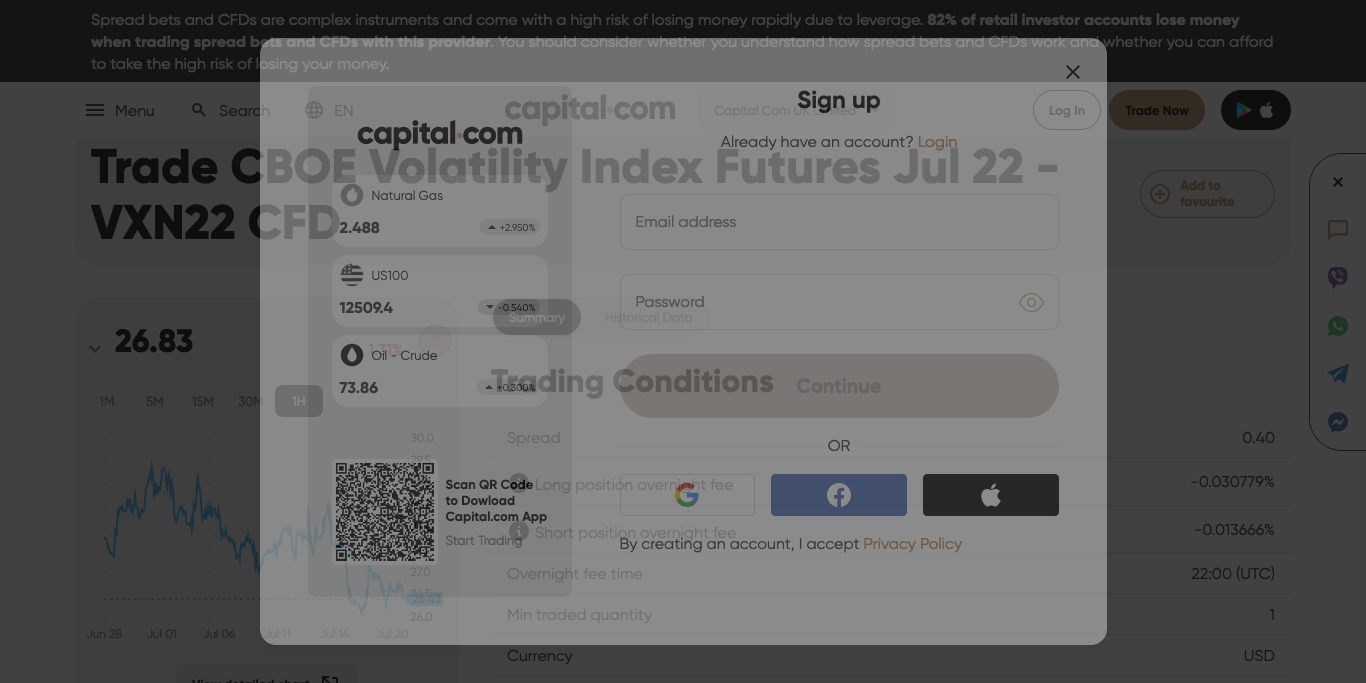 Spread bets and CFDs are complex instruments and come with a high risk of losing money rapidly due to leverage. 82% of retail investor accounts lose money
when trading spread bets and CFDs with this provider. You should consider whether you understand how spread bets and CFDs work and whether you can afford
to take the high risk of losing your money.
Menu
Search
EN
capital.com
Capital Com UK Limited
Log In
Trade Now
Trade CBOE Volatility Index Futures Jul 22 -
VXN22 CFD
Add to
favourite
Sign up
Already have an account? Login
Email address
Password
Continue
OR
By creating an account, I accept Privacy Policy
capital.com
Natural Gas
2.488
+2.950%
US100
12509.4
-0.540%
Oil - Crude
73.86
+0.300%
Scan QR Code
to Dowload
Capital.com App
Start Trading
26.83
1.31%
1M
5M
15M
30M
1H
30.0
29.5
27.0
26.43
26.0
Jun 28
Jul 01
Jul 06
Jul 11
Jul 14
Jul 20
View detailed chart
Summary
Historical Data
Trading Conditions
Spread
0.40
Long position overnight fee
-0.030779%
Short position overnight fee
-0.013666%
Overnight fee time
22:00 (UTC)
Min traded quantity
1
Currency
USD